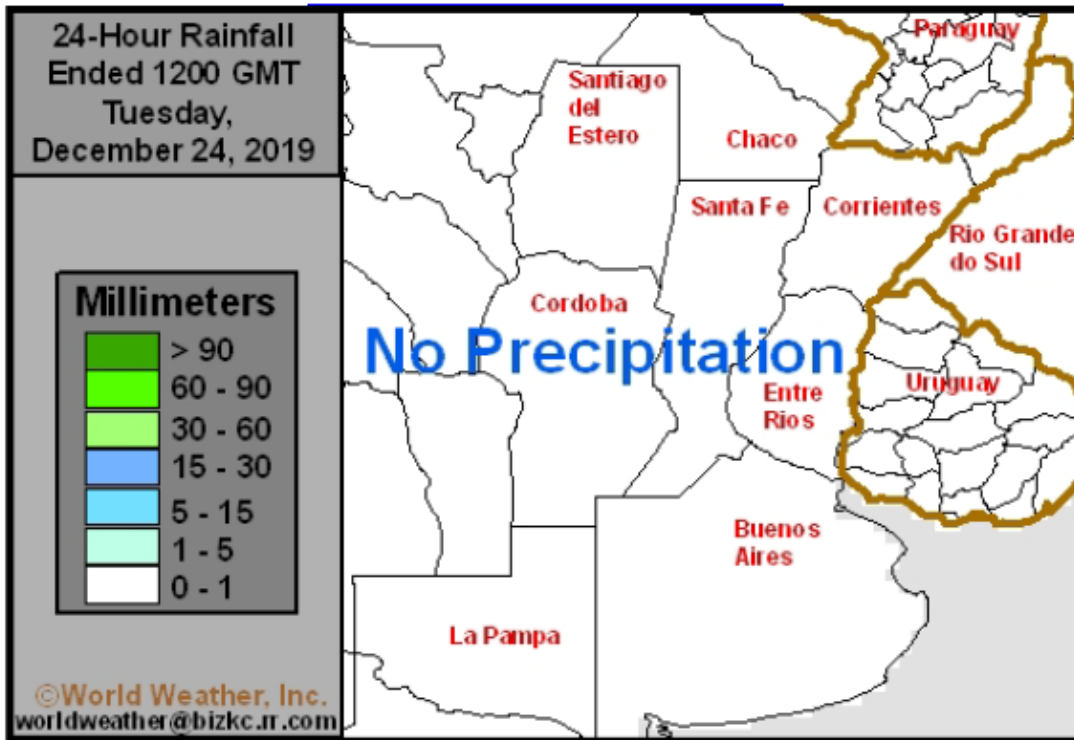 24-Hour Rainfall
Ended 1200 GMT
Tuesday,
December 24, 2019
Millimeters
> 90
60 - 90
30 - 60
15 - 30
5 - 15
1 - 5
0 - 1
©World Weather, Inc.
worldweather@bizkc.rr.com
Paraguay
Santiago
del
Estero
Chaco
Santa Fe
Corrientes
Rio Grande
do Sul
Cordoba
No Precipitation
Uruguay
Entre
Rios
Buenos
Aires
La Pampa